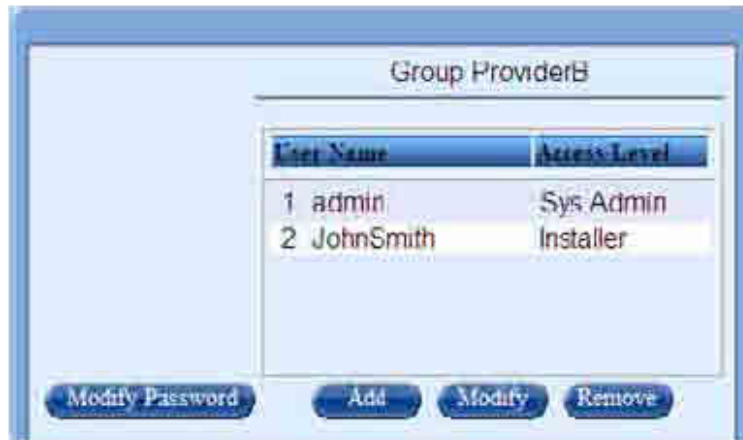 Group ProviderB
User Name Access Level
1 admin Sys Admin
2 JohnSmith Installer
Modify Password Add Modify Remove